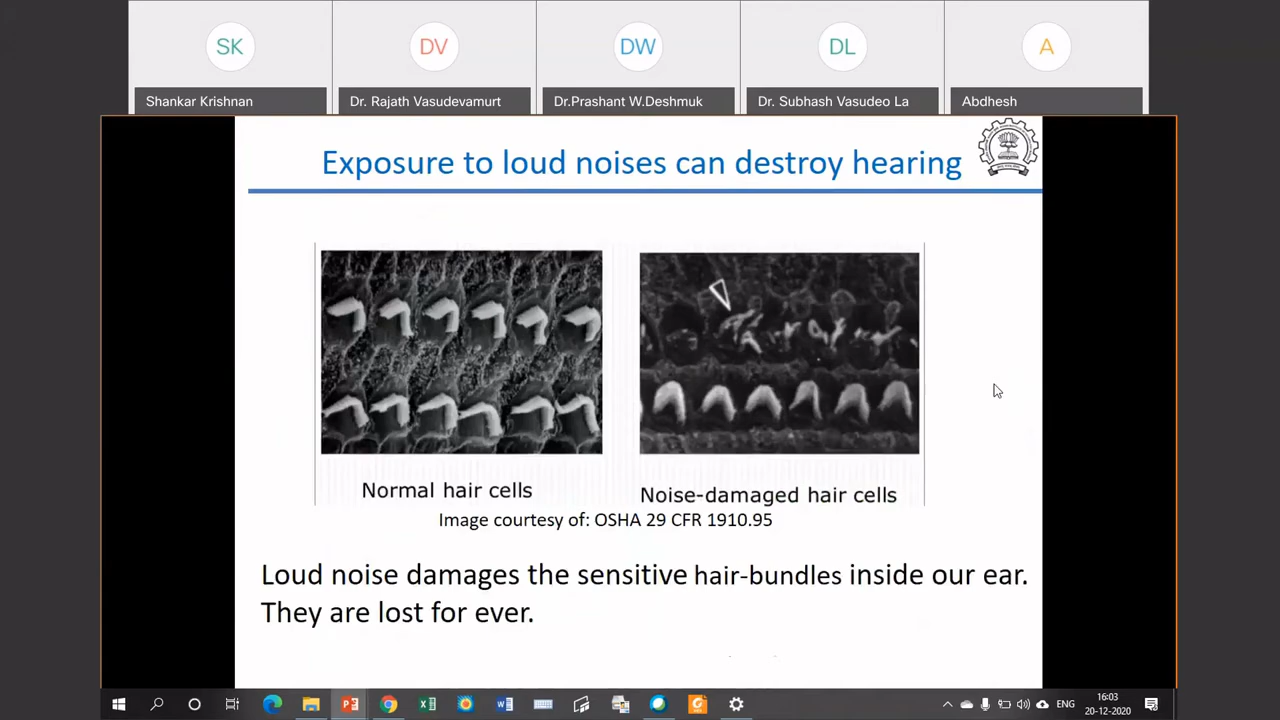 SK
DV
DW
DL
A
Shankar Krishnan
Dr. Rajath Vasudevamurt
Dr.Prashant W.Deshmuk
Dr. Subhash Vasudeo La
Abdhesh
Exposure to loud noises can destroy hearing
Normal hair cells
Noise-damaged hair cells
Image courtesy of: OSHA 29 CFR 1910.95
Loud noise damages the sensitive hair-bundles inside our ear.
They are lost for ever.
ENG
16:03
20-12-2020